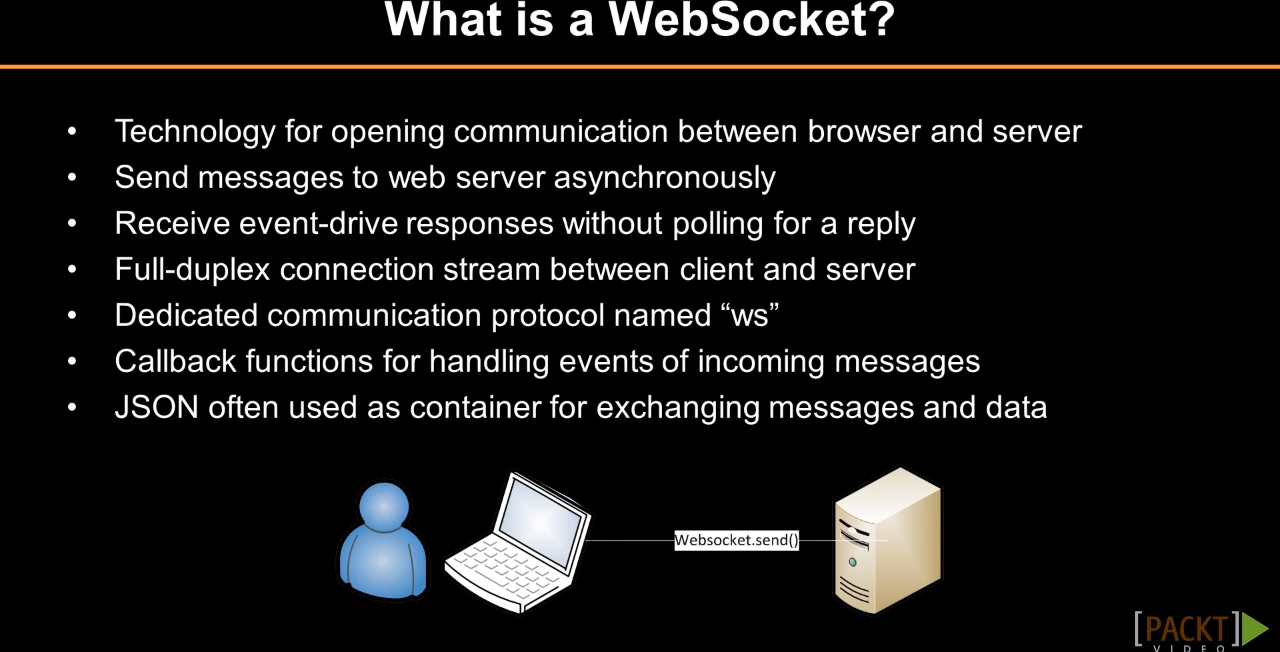 What is a WebSocket?
• Technology for opening communication between browser and server
• Send messages to web server asynchronously
• Receive event-drive responses without polling for a reply
• Full-duplex connection stream between client and server
• Dedicated communication protocol named “ws”
• Callback functions for handling events of incoming messages
• JSON often used as container for exchanging messages and data
Websocket.send()
[PACKT]
VIDEO